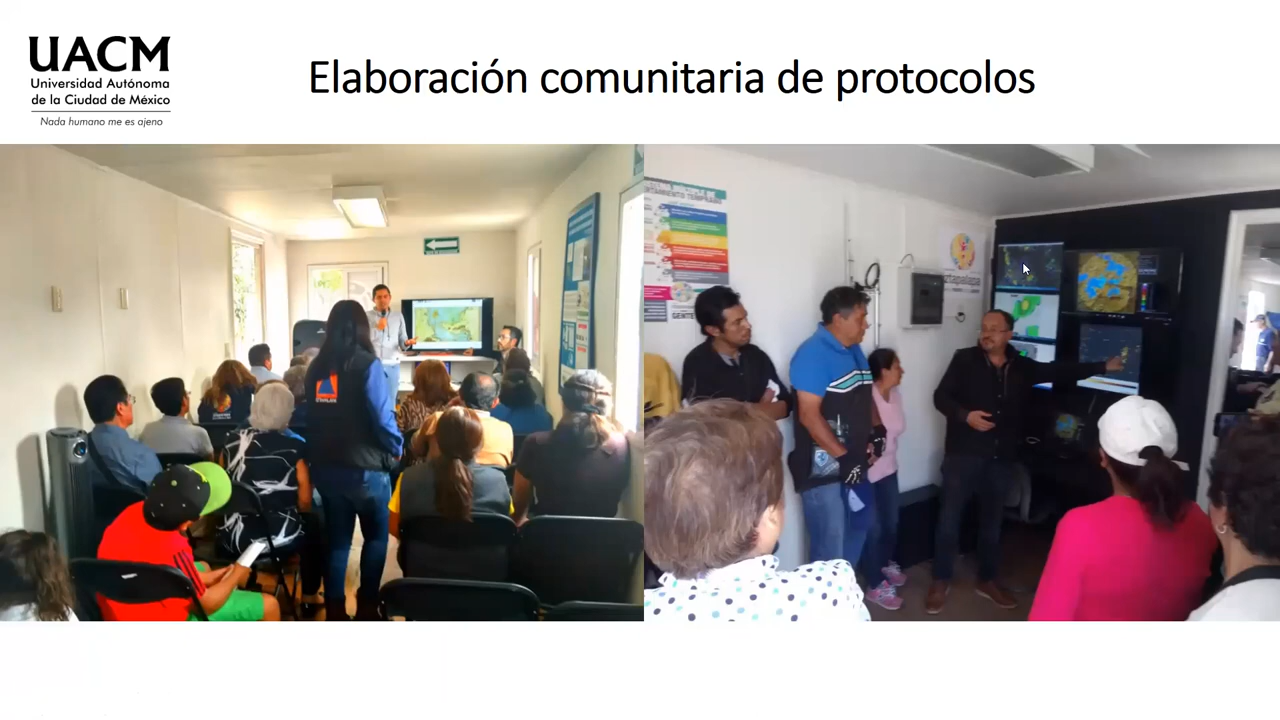 UACM
Universidad Autónoma
de la Ciudad de México
Nada humano me es ajeno
Elaboración comunitaria de protocolos